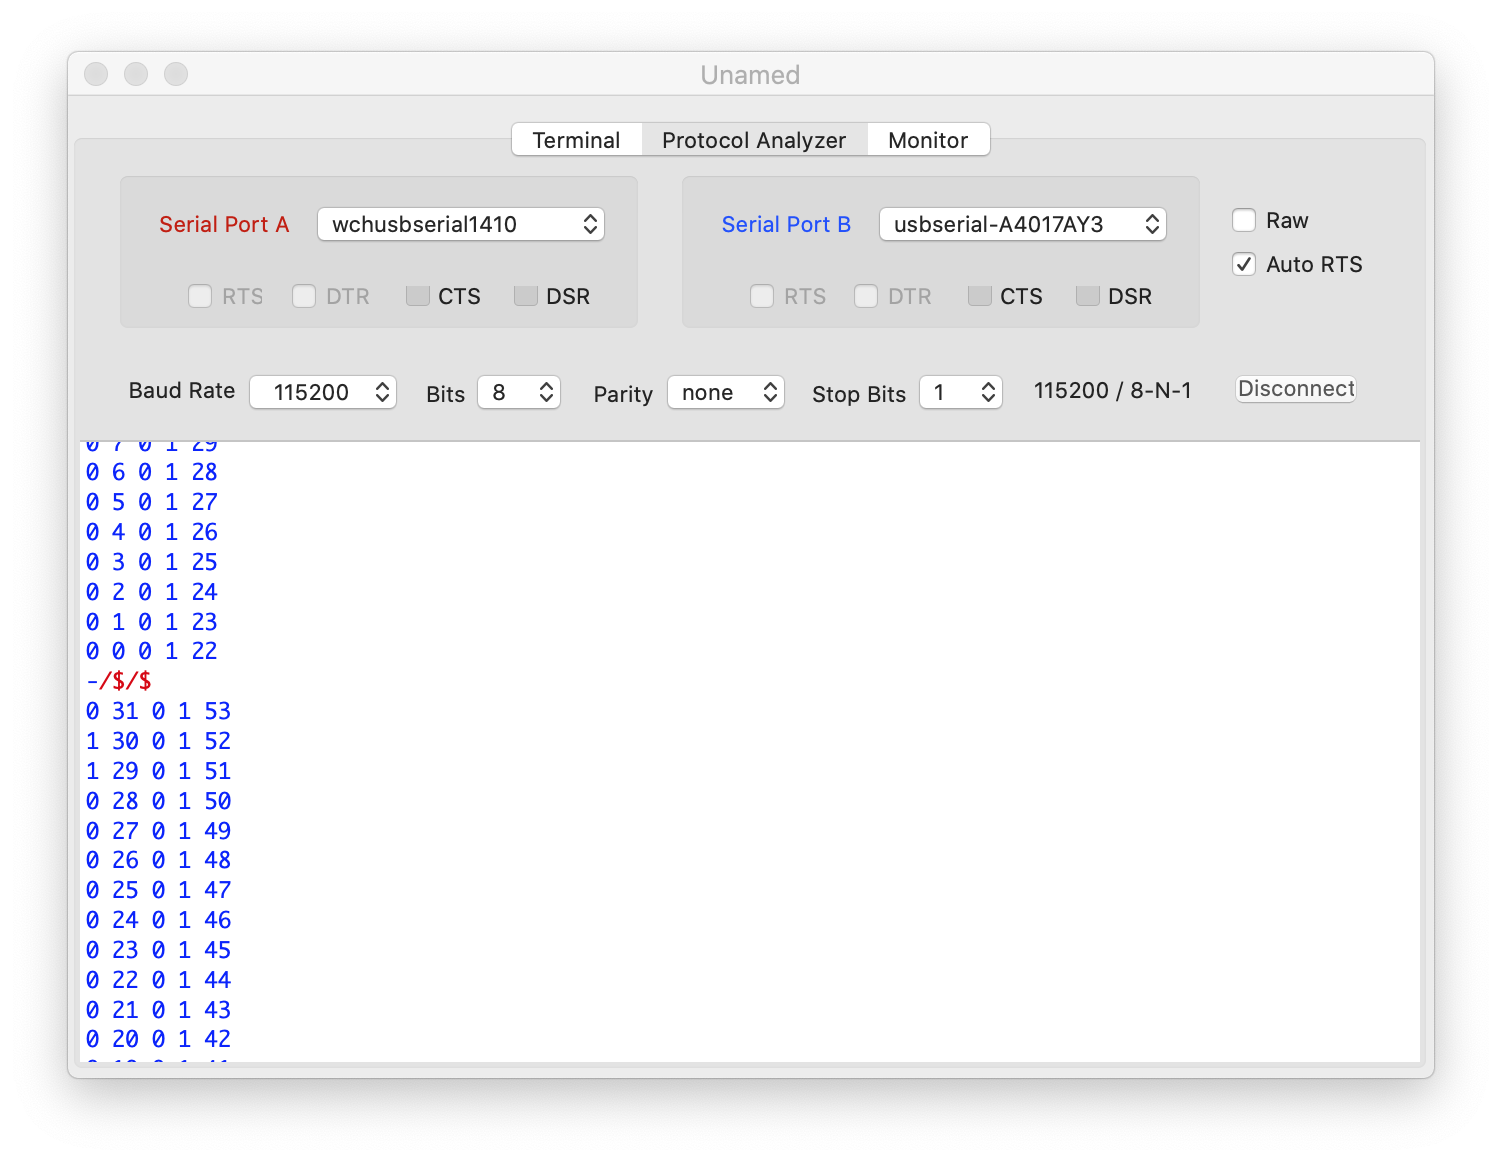 Unamed
Terminal Protocol Analyzer Monitor
Serial Port A wchusbserial1410 Serial Port B usbserial-A4017AY3 Raw
Auto RTS
RTS DTR CTS DSR RTS DTR CTS DSR
Baud Rate 115200 Bits 8 Parity none Stop Bits 1 115200 / 8-N-1 Disconnect
0 7 0 1 29
0 6 0 1 28
0 5 0 1 27
0 4 0 1 26
0 3 0 1 25
0 2 0 1 24
0 1 0 1 23
0 0 0 1 22
-/$/$
0 31 0 1 53
1 30 0 1 52
1 29 0 1 51
0 28 0 1 50
0 27 0 1 49
0 26 0 1 48
0 25 0 1 47
0 24 0 1 46
0 23 0 1 45
0 22 0 1 44
0 21 0 1 43
0 20 0 1 42